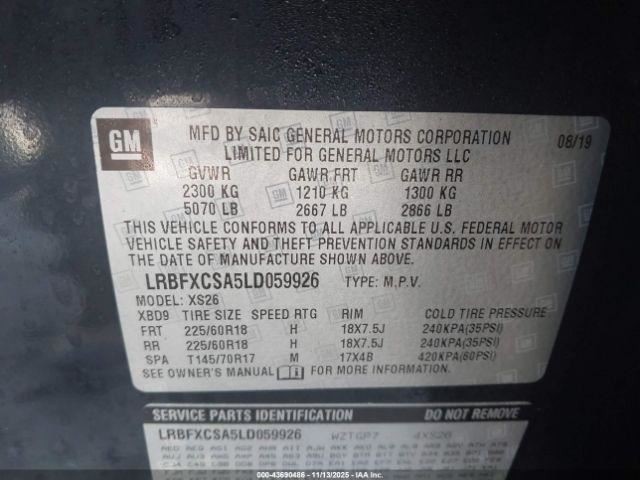 GM
MFD BY SAIC GENERAL MOTORS CORPORATION 08/19
LIMITED FOR GENERAL MOTORS LLC
GVWR GAWR FRT GAWR RR
2300 KG 1210 KG 1300 KG
5070 LB 2667 LB 2866 LB
THIS VEHICLE CONFORMS TO ALL APPLICABLE U.S. FEDERAL MOTOR
VEHICLE SAFETY AND THEFT PREVENTION STANDARDS IN EFFECT ON
THE DATE OF MANUFACTURE SHOWN ABOVE.
LRBFXCSA5LD059926 TYPE: M.P.V.
MODEL: XS26
XBD9 TIRE SIZE SPEED RTG RIM COLD TIRE PRESSURE
FRT 225/60R18 H 18X7.5J 240KPA(35PSI)
RR 225/60R18 H 18X7.5J 240KPA(35PSI)
SPA T145/70R17 M 17X4B 420KPA(60PSI)
SEE OWNER'S MANUAL FOR MORE INFORMATION.
SERVICE PARTS IDENTIFICATION DO NOT REMOVE
LRBFXCSA5LD059926 WZTGP7 4XS26
000-43690486 - 11/13/2025 - IAA Inc.